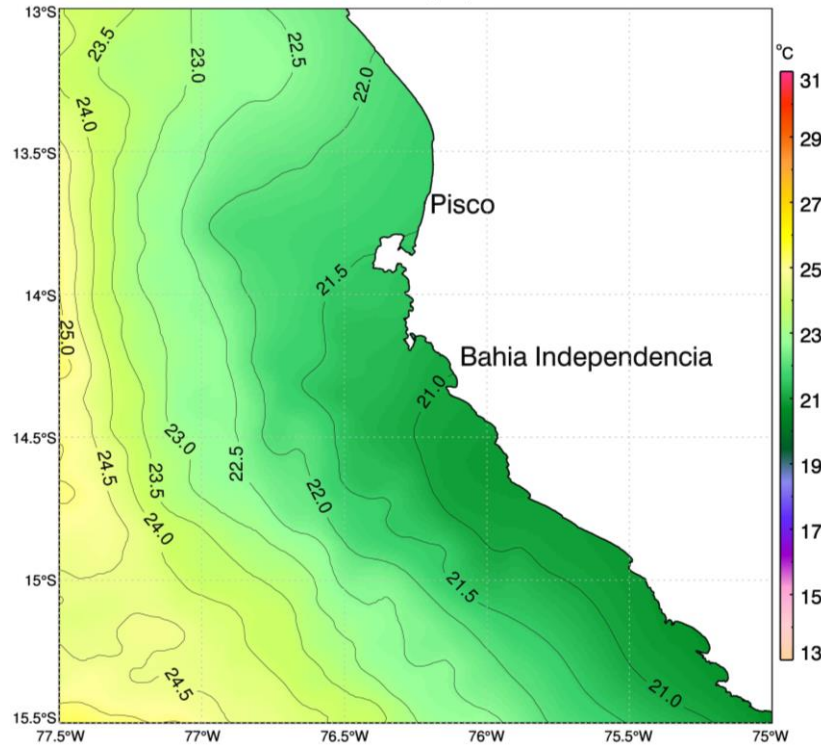 13°S
23.5
23.0
22.5
22.0
°C
31
29
27
25
23
21
19
17
15
13
24.0
13.5°S
Pisco
21.5
14°S
25.0
Bahia Independencia
21.0
14.5°S
23.0
22.5
24.5
23.5
22.0
24.0
15°S
21.5
24.5
21.0
15.5°S
77.5°W
77°W
76.5°W
76°W
75.5°W
75°W